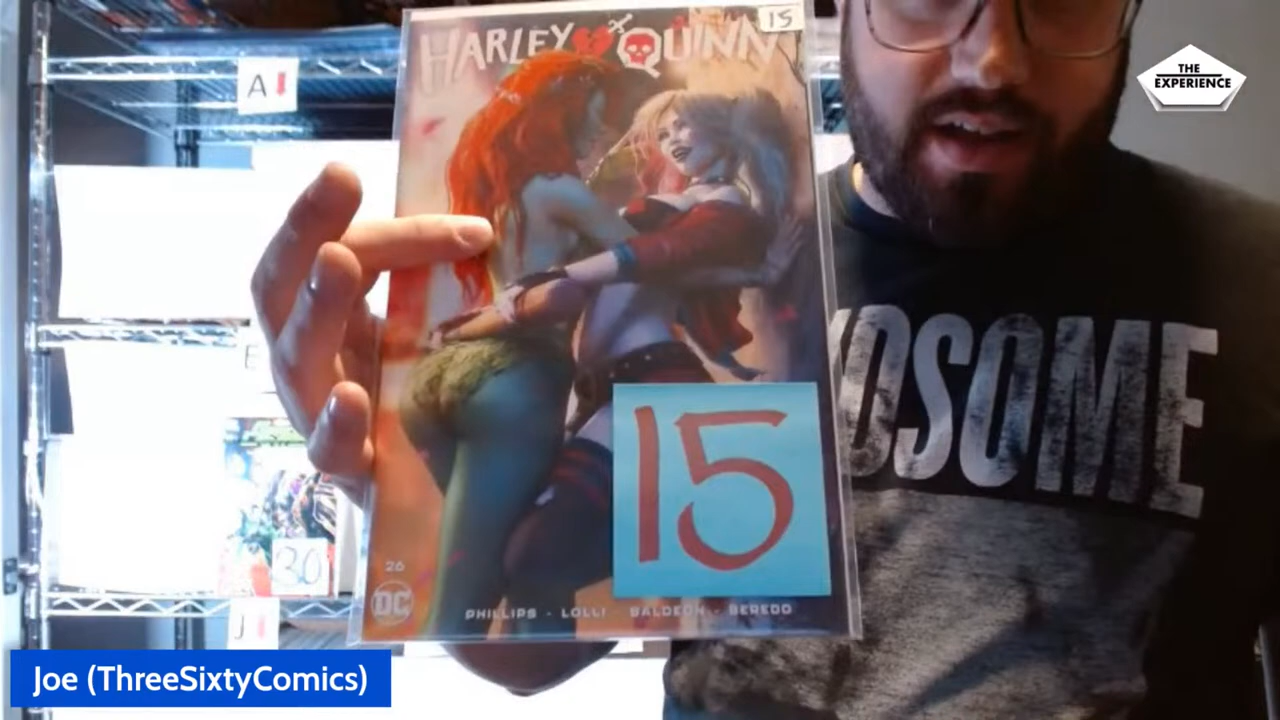 HARLEY QUINN
15
THE
EXPERIENCE
A
15
30
26
DC
PHILLIPS - LOLLI - BALDEON - BEREDO
J
Joe (ThreeSixtyComics)